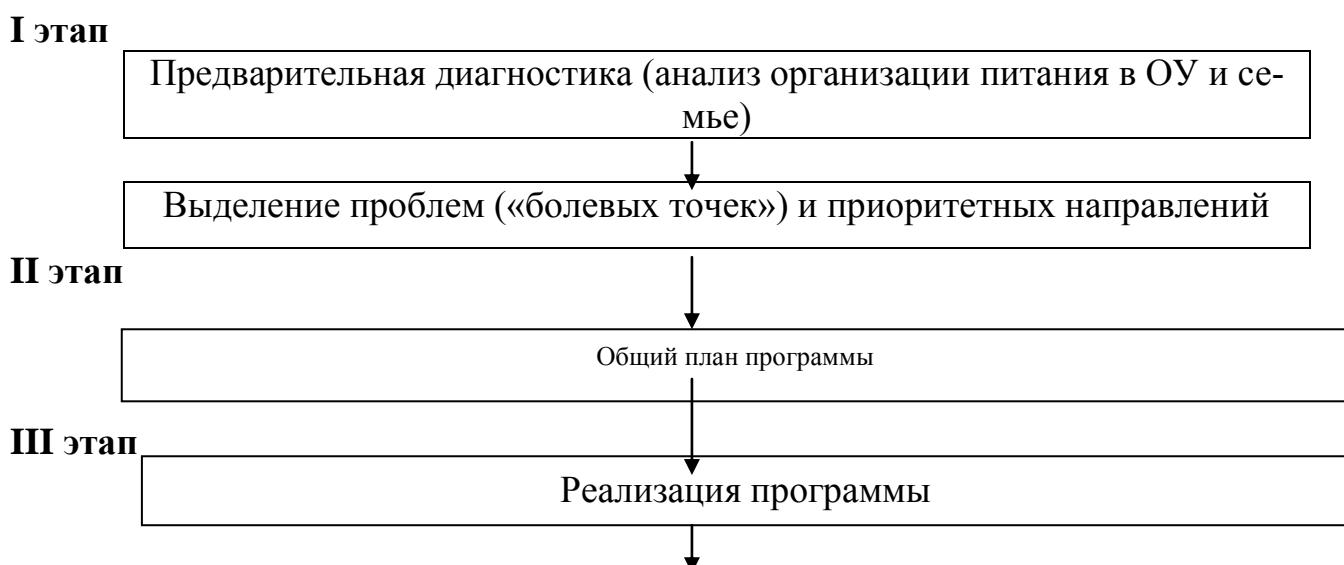 I этап
Предварительная диагностика (анализ организации питания в ОУ и се-
мье)
Выделение проблем («болевых точек») и приоритетных направлений
II этап
Общий план программы
III этап
Реализация программы